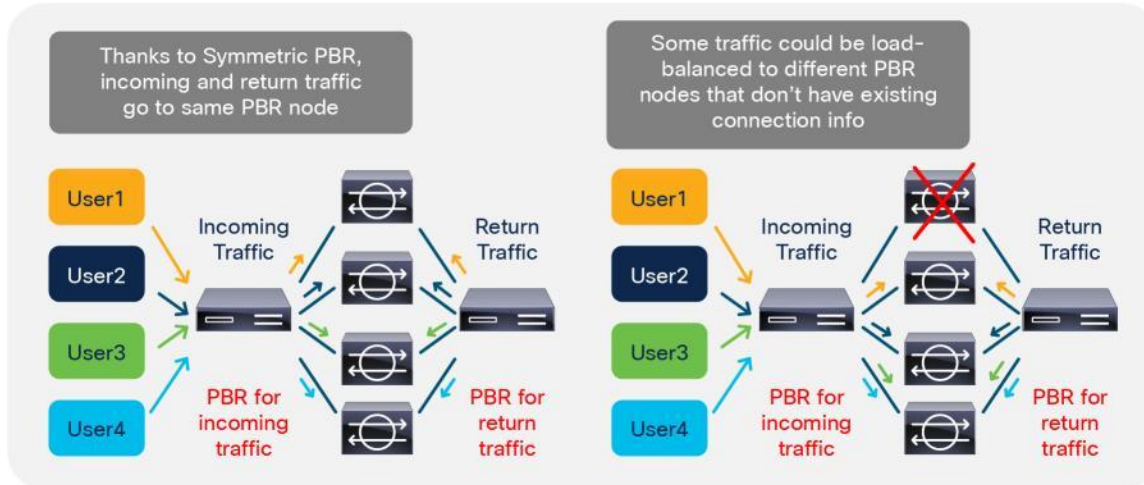 Thanks to Symmetric PBR,
incoming and return traffic
go to same PBR node
User1
User2
User3
User4
Incoming
Traffic
Return
Traffic
PBR for
incoming
traffic
PBR for
return
traffic
Some traffic could be load-
balanced to different PBR
nodes that don't have existing
connection info
User1
User2
User3
User4
Incoming
Traffic
Return
Traffic
PBR for
incoming
traffic
PBR for
return
traffic